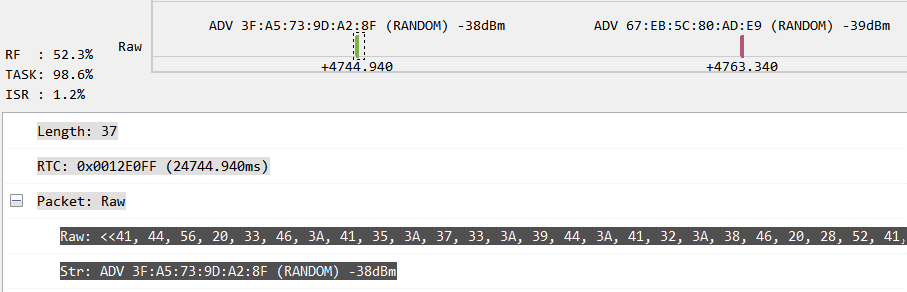 ADV 3F:A5:73:9D:A2:8F (RANDOM) -38dBm ADV 67:EB:5C:80:AD:E9 (RANDOM) -39dBm
Raw
RF  : 52.3%
TASK: 98.6%
ISR : 1.2%
+4744.940 +4763.340
Length: 37
RTC: 0x0012E0FF (24744.940ms)
Packet: Raw
Raw: <<41, 44, 56, 20, 33, 46, 3A, 41, 35, 3A, 37, 33, 3A, 39, 44, 3A, 41, 32, 3A, 38, 46, 20, 28, 52, 41,
Str: ADV 3F:A5:73:9D:A2:8F (RANDOM) -38dBm